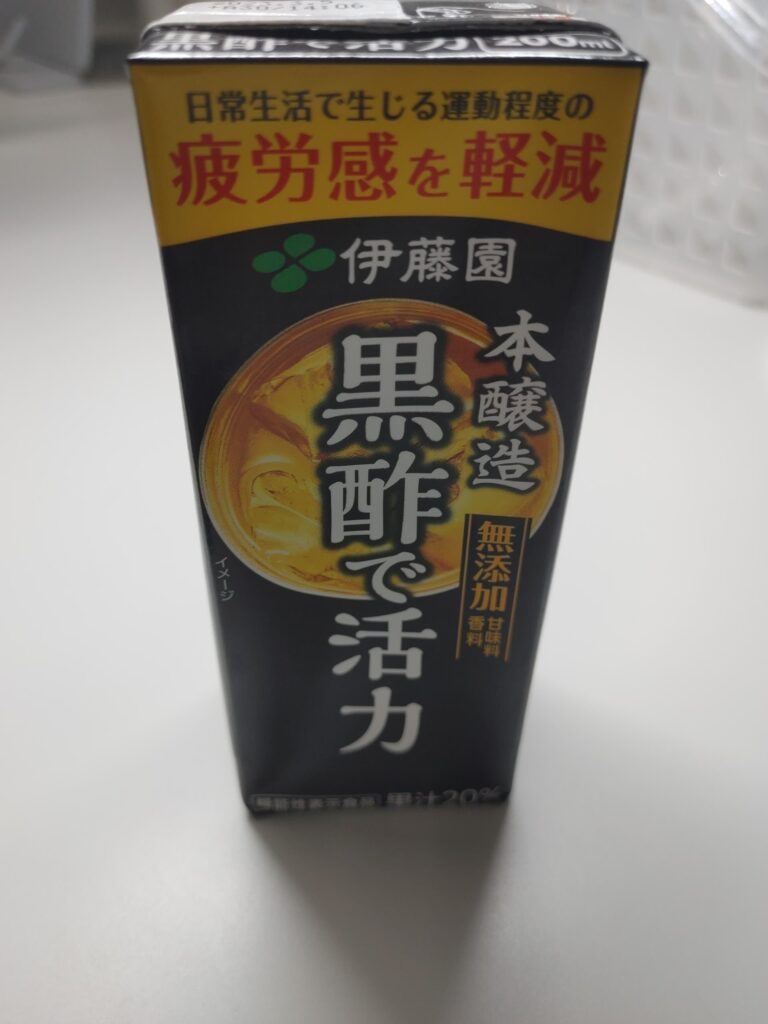 黒酢で活力 200ml
日常生活で生じる運動程度の
疲労感を軽減
伊藤園
本醸造
黒酢で活力
無添加
甘味料
香料
イメージ
機能性表示食品 果汁20%